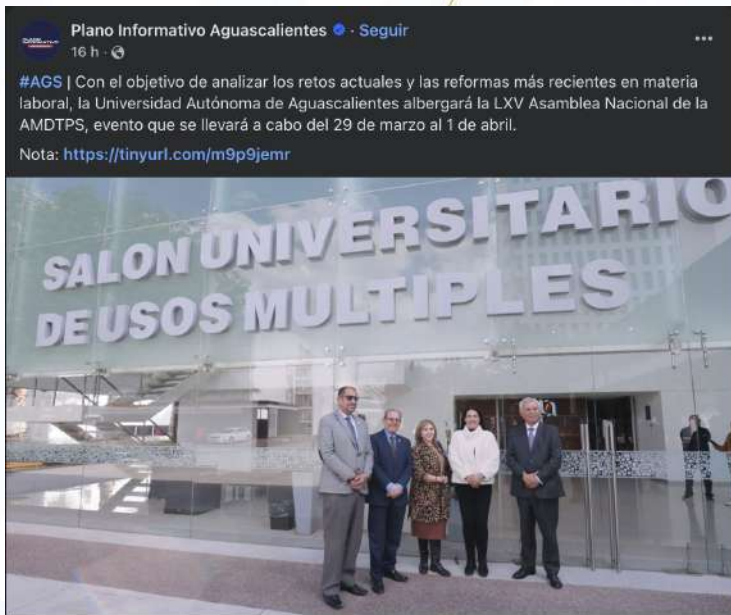 Plano Informativo Aguascalientes · Seguir
16 h ·
#AGS | Con el objetivo de analizar los retos actuales y las reformas más recientes en materia
laboral, la Universidad Autónoma de Aguascalientes albergará la LXV Asamblea Nacional de la
AMDTPS, evento que se llevará a cabo del 29 de marzo al 1 de abril.
Nota: https://tinyurl.com/m9p9jemr
SALON UNIVERSITARIO
DE USOS MULTIPLES